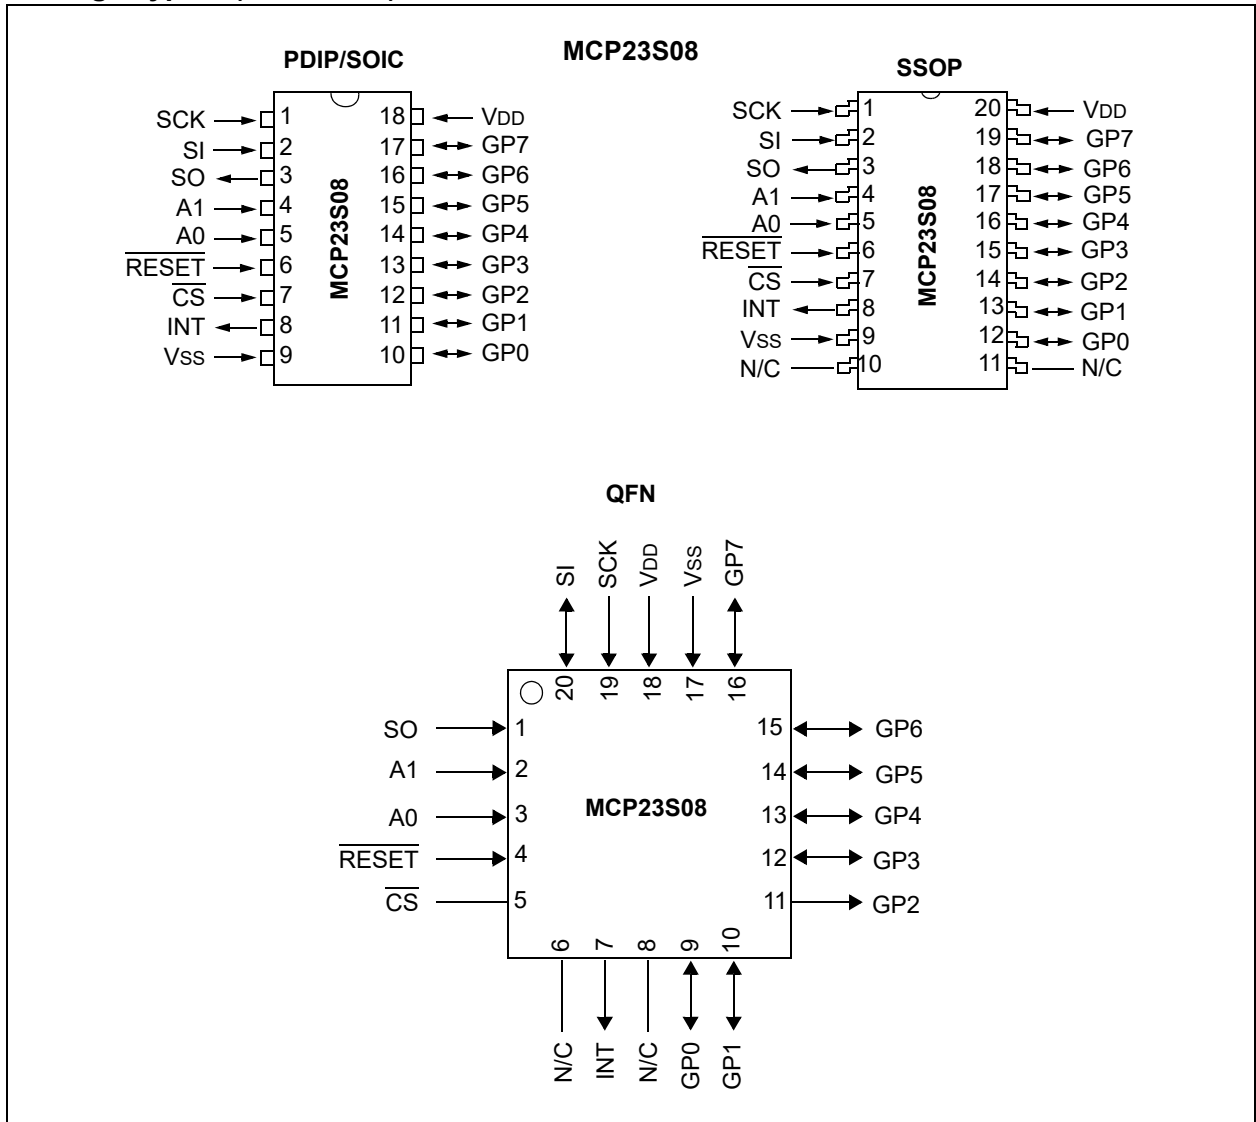 MCP23S08
PDIP/SOIC
SCK 1 18 VDD
SI 2 17 GP7
SO 3 16 GP6
A1 4 15 GP5
A0 5 14 GP4
RESET 6 13 GP3
CS 7 12 GP2
INT 8 11 GP1
VSS 9 10 GP0
MCP23S08
SSOP
SCK 1 20 VDD
SI 2 19 GP7
SO 3 18 GP6
A1 4 17 GP5
A0 5 16 GP4
RESET 6 15 GP3
CS 7 14 GP2
INT 8 13 GP1
VSS 9 12 GP0
N/C 10 11 N/C
MCP23S08
QFN
SI SCK VDD VSS GP7
20 19 18 17 16
SO 1 15 GP6
A1 2 14 GP5
A0 3 13 GP4
MCP23S08
RESET 4 12 GP3
CS 5 11 GP2
6 7 8 9 10
N/C INT N/C GP0 GP1